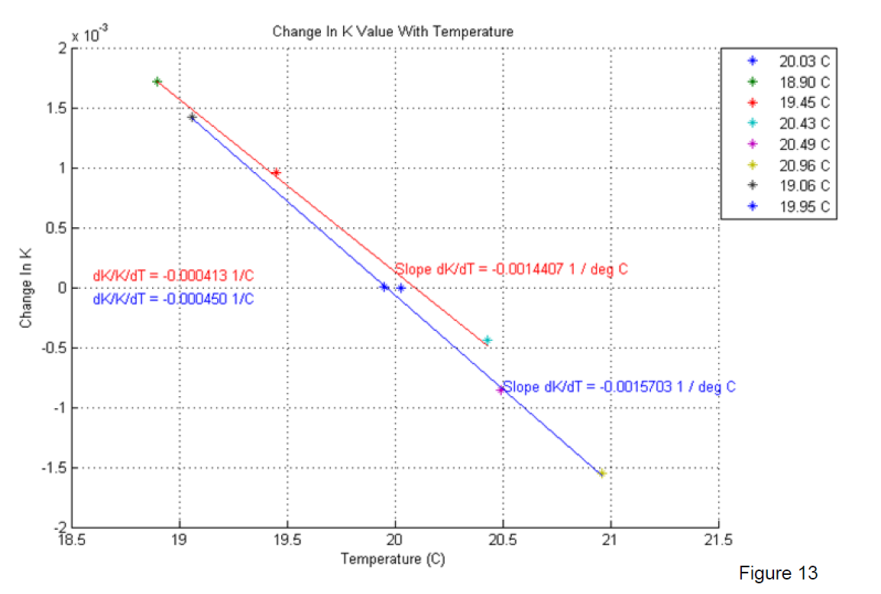 Change In K Value With Temperature
x 10^-3
2
1.5
1
0.5
0
-0.5
-1
-1.5
-2
Change In K
18.5 19 19.5 20 20.5 21 21.5
Temperature (C)
dK/K/dT = -0.000413 1/C
dK/K/dT = -0.000450 1/C
Slope dK/dT = -0.0014407 1 / deg C
Slope dK/dT = -0.0015703 1 / deg C
20.03 C
18.90 C
19.45 C
20.43 C
20.49 C
20.96 C
19.06 C
19.95 C
Figure 13